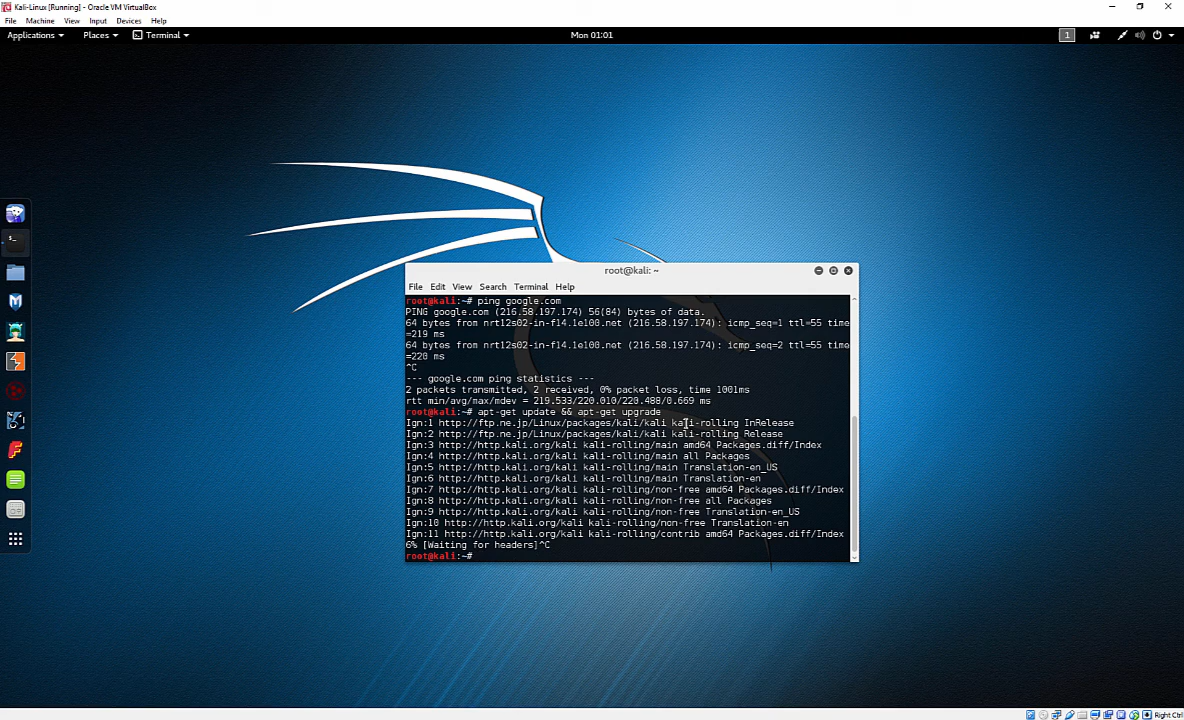 Kali-Linux [Running] - Oracle VM VirtualBox
File Machine View Input Devices Help
Applications Places Terminal Mon 01:01 1
root@kali: ~
File Edit View Search Terminal Help
root@kali:~# ping google.com
PING google.com (216.58.197.174) 56(84) bytes of data.
64 bytes from nrt12s02-in-f14.1e100.net (216.58.197.174): icmp_seq=1 ttl=55 time
=219 ms
64 bytes from nrt12s02-in-f14.1e100.net (216.58.197.174): icmp_seq=2 ttl=55 time
=220 ms
^C
--- google.com ping statistics ---
2 packets transmitted, 2 received, 0% packet loss, time 1001ms
rtt min/avg/max/mdev = 219.533/220.010/220.488/0.669 ms
root@kali:~# apt-get update && apt-get upgrade
Ign:1 http://ftp.ne.jp/Linux/packages/kali/kali kali-rolling InRelease
Ign:2 http://ftp.ne.jp/Linux/packages/kali/kali kali-rolling Release
Ign:3 http://http.kali.org/kali kali-rolling/main amd64 Packages.diff/Index
Ign:4 http://http.kali.org/kali kali-rolling/main all Packages
Ign:5 http://http.kali.org/kali kali-rolling/main Translation-en_US
Ign:6 http://http.kali.org/kali kali-rolling/main Translation-en
Ign:7 http://http.kali.org/kali kali-rolling/non-free amd64 Packages.diff/Index
Ign:8 http://http.kali.org/kali kali-rolling/non-free all Packages
Ign:9 http://http.kali.org/kali kali-rolling/non-free Translation-en_US
Ign:10 http://http.kali.org/kali kali-rolling/non-free Translation-en
Ign:11 http://http.kali.org/kali kali-rolling/contrib amd64 Packages.diff/Index
6% [Waiting for headers]^C
root@kali:~#
Right Ctrl